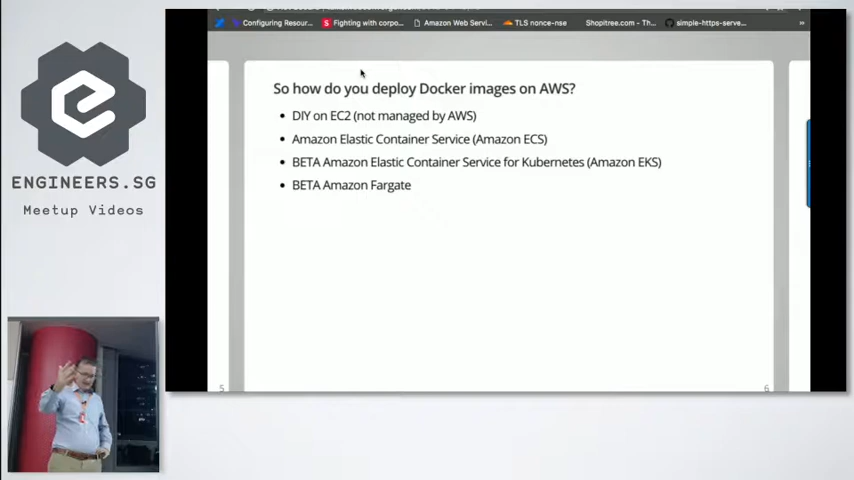 Configuring Resour...
Fighting with corpo...
Amazon Web Servi...
TLS nonce-nse
Shopitree.com - Th...
simple-https-serve...
»
So how do you deploy Docker images on AWS?
• DIY on EC2 (not managed by AWS)
• Amazon Elastic Container Service (Amazon ECS)
• BETA Amazon Elastic Container Service for Kubernetes (Amazon EKS)
• BETA Amazon Fargate
5
6
ENGINEERS.SG
Meetup Videos